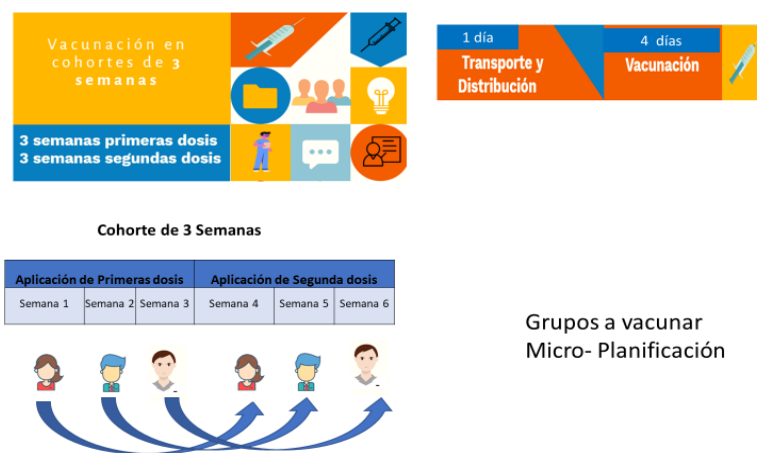 Vacunación en
cohortes de 3
semanas
3 semanas primeras dosis
3 semanas segundas dosis
1 día
4 días
Transporte y
Distribución
Vacunación
Cohorte de 3 Semanas
Aplicación de Primeras dosis
Aplicación de Segunda dosis
Semana 1
Semana 2
Semana 3
Semana 4
Semana 5
Semana 6
Grupos a vacunar
Micro- Planificación